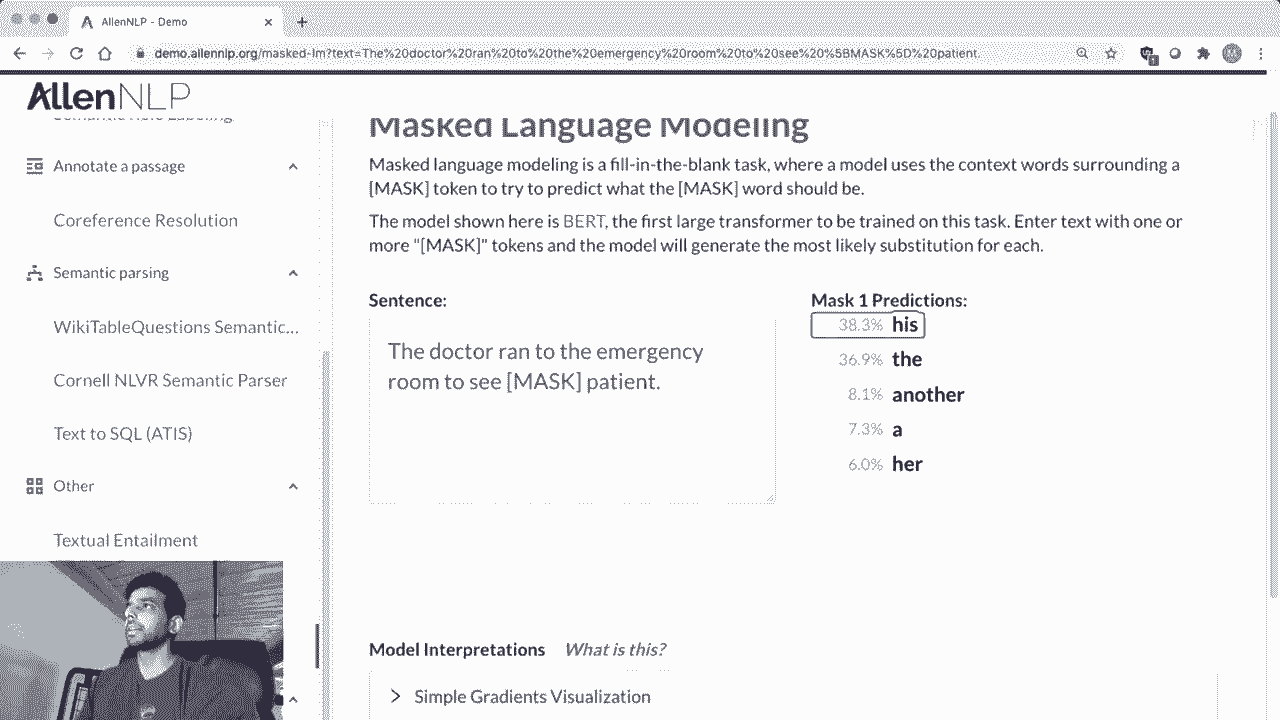 AllenNLP - Demo
demo.allennlp.org/masked-lm?text=The%20doctor%20ran%20to%20the%20emergency%20room%20to%20see%20%5BMASK%5D%20patient.
AllenNLP
Semantic Role Labeling
Annotate a passage
Coreference Resolution
Semantic parsing
WikiTableQuestions Semantic...
Cornell NLVR Semantic Parser
Text to SQL (ATIS)
Other
Textual Entailment
Masked Language Modeling
Masked language modeling is a fill-in-the-blank task, where a model uses the context words surrounding a
[MASK] token to try to predict what the [MASK] word should be.
The model shown here is BERT, the first large transformer to be trained on this task. Enter text with one or
more "[MASK]" tokens and the model will generate the most likely substitution for each.
Sentence:
The doctor ran to the emergency
room to see [MASK] patient.
Mask 1 Predictions:
38.3% his
36.9% the
8.1% another
7.3% a
6.0% her
Model Interpretations What is this?
Simple Gradients Visualization